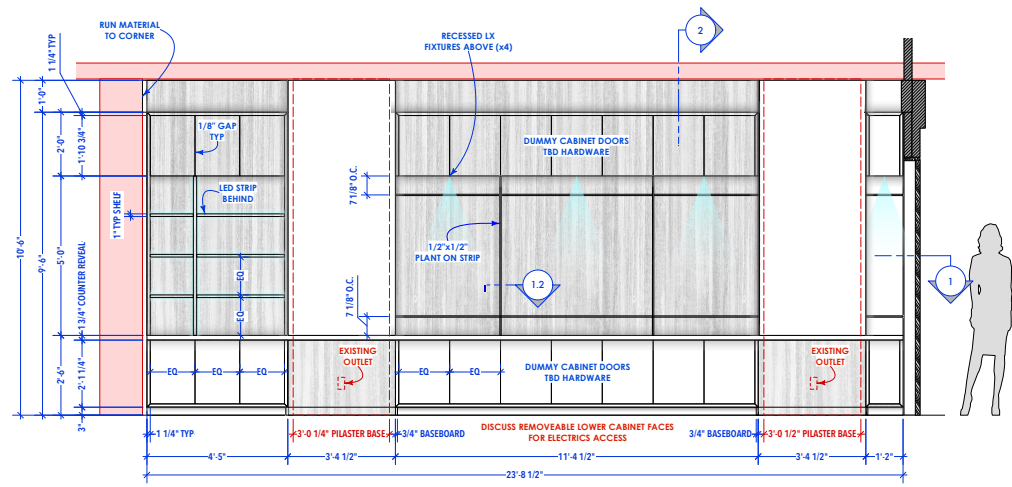 RUN MATERIAL
TO CORNER
RECESSED LX
FIXTURES ABOVE (x4)
2
1 1/4" TYP
1'-0"
2'-0"
1'-10 3/4"
1/8" GAP
TYP
DUMMY CABINET DOORS
TBD HARDWARE
LED STRIP
BEHIND
7 1/8" O.C.
1" TYP SHELF
10'-6"
9'-6"
5'-0"
1 3/4" COUNTER REVEAL
1/2"x1/2"
PLANT ON STRIP
EQ
EQ
1.2
1
7 1/8" O.C.
2'-6"
2'-1 1/4"
3"
EXISTING
OUTLET
EXISTING
OUTLET
EQ
EQ
EQ
EQ
EQ
DUMMY CABINET DOORS
TBD HARDWARE
1 1/4" TYP
3'-0 1/4" PILASTER BASE
3/4" BASEBOARD
DISCUSS REMOVEABLE LOWER CABINET FACES
FOR ELECTRICS ACCESS
3/4" BASEBOARD
3'-0 1/2" PILASTER BASE
4'-5"
3'-4 1/2"
11'-4 1/2"
3'-4 1/2"
1'-2"
23'-8 1/2"